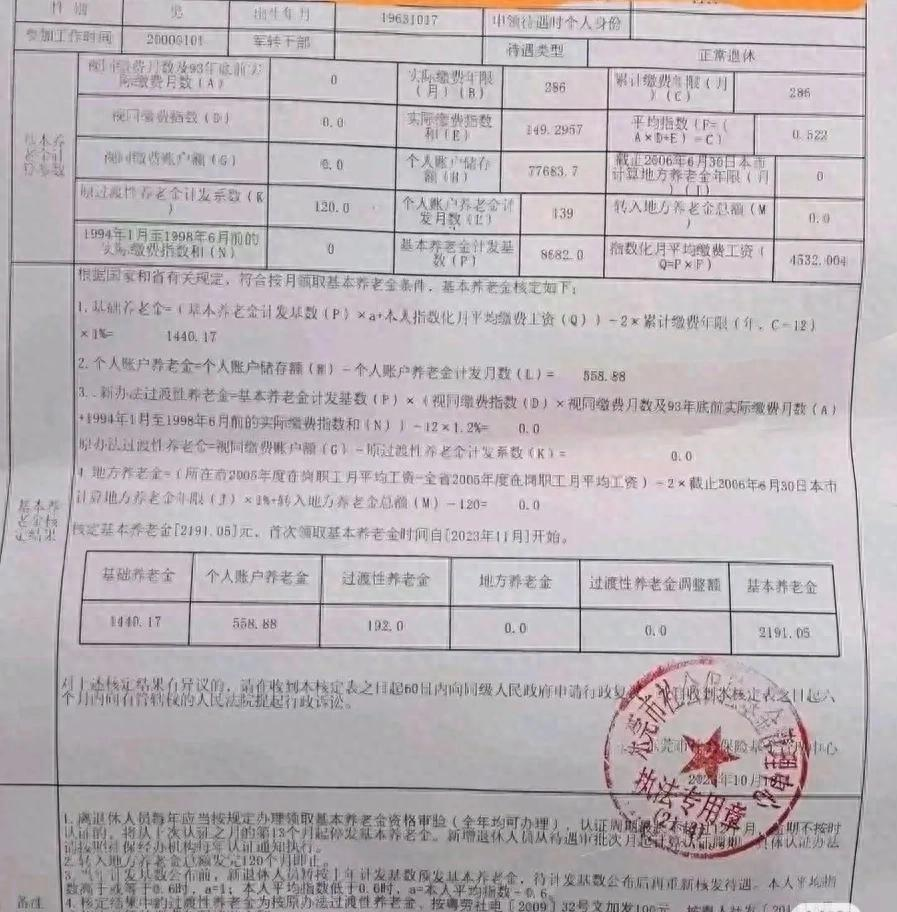 性别 男 出生年月 19631017 申领待遇时个人身份
参加工作时间 20000101 军转干部 待遇类型 正常退休
视同缴费月数及93年底前实际缴费月数(A) 0 实际缴费年限(月)(B) 286 累计缴费年限(月)(C) 286
视同缴费指数(D) 0.0 实际缴费指数和(E) 149.2957 平均指数(F=(A×D+E)÷C) 0.522
视同缴费账户额(G) 0.0 个人账户储存额(H) 77683.7 截止2006年6月30日本市计算地方养老金年限(月)(J) 0
原过渡性养老金计发系数(K) 120.0 个人账户养老金计发月数(L) 139 转入地方养老金总额(M) 0.0
1994年1月至1998年6月前的实际缴费指数和(N) 0 基本养老金计发基数(P) 8682.0 指数化月平均缴费工资(Q=P×F) 4532.004
基本养老金计算参数
根据国家和省有关规定，符合按月领取基本养老金条件，基本养老金核定如下：
1.基础养老金=(基本养老金计发基数(P)×a+本人指数化月平均缴费工资(Q))÷2×累计缴费年限(年，C÷12)
×1%= 1440.17
2.个人账户养老金=个人账户储存额(H)÷个人账户养老金计发月数(L)= 558.88
3.新办法过渡性养老金=基本养老金计发基数(P)×(视同缴费指数(D)×视同缴费月数及93年底前实际缴费月数(A)
+1994年1月至1998年6月前的实际缴费指数和(N))÷12×1.2%= 0.0
原办法过渡性养老金=视同缴费账户额(G)÷原过渡性养老金计发系数(K)= 0.0
4.地方养老金=(所在市2005年度在岗职工月平均工资-全省2005年度在岗职工月平均工资)÷2×截止2006年6月30日本市
计算地方养老金年限(J)×1%+转入地方养老金总额(M)÷120= 0.0
基本养老金核定结果
核定基本养老金[2191.05]元，首次领取基本养老金时间自[2023年11月]开始。
基础养老金 个人账户养老金 过渡性养老金 地方养老金 过渡性养老金调整额 基本养老金
1440.17 558.88 192.0 0.0 0.0 2191.05
对上述核定结果有异议的，请在收到本核定表之日起60日内向同级人民政府申请行政复 自收到本核定表之日起六
个月内向有管辖权的人民法院提起行政诉讼。
东莞市社会保险基金管理中心
执法专用章
东莞市社 保险基金管理中心
2023年10月
1.离退休人员每年应当按规定办理领取基本养老金资格审验(全年均可办理)，认证周期 月，逾期不按时
认证的，将从上次认证之月的第13个月起停发基本养老金。新增退休人员从待遇审批次月起计算认证周期 具体认证办法
请按照社保经办机构每年认证通知执行。
2.转入地方养老金总额发完120个月即止。
3.当年计发基数公布前，新退休人员暂按上年计发基数预发基本养老金，待计发基数公布后再重新核发待遇。本人平均指
数高于或等于0.6时，a=1；本人平均指数低于0.6时，a=本人平均指数÷0.6。
备注
4.核定结果中的过渡性养老金为按原办法过渡性养老金、按粤劳社电[2009]32号文加发100元、按粤人社发[201